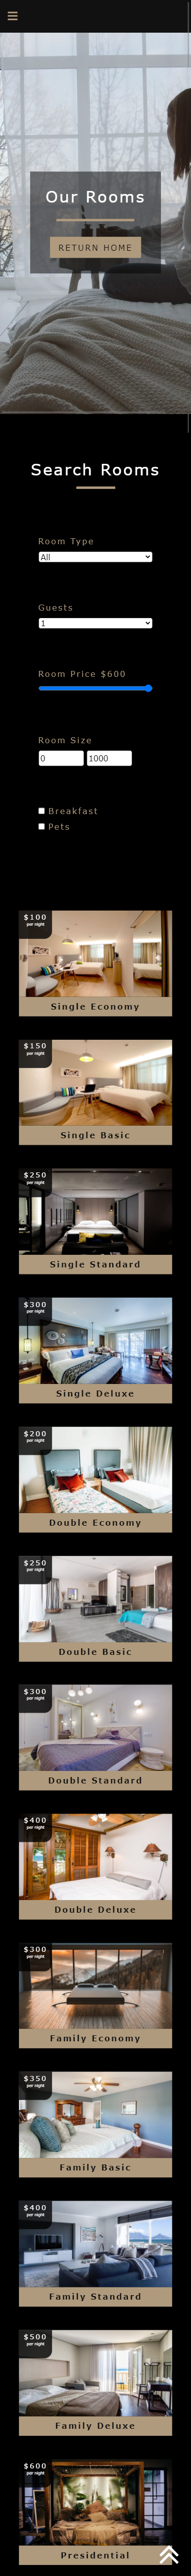 Our Rooms
RETURN HOME
Search Rooms
Room Type
All
Guests
1
Room Price $600
Room Size
0 1000
Breakfast
Pets
$100
per night
Single Economy
$150
per night
Single Basic
$250
per night
Single Standard
$300
per night
Single Deluxe
$200
per night
Double Economy
$250
per night
Double Basic
$300
per night
Double Standard
$400
per night
Double Deluxe
$300
per night
Family Economy
$350
per night
Family Basic
$400
per night
Family Standard
$500
per night
Family Deluxe
$600
per night
Presidential